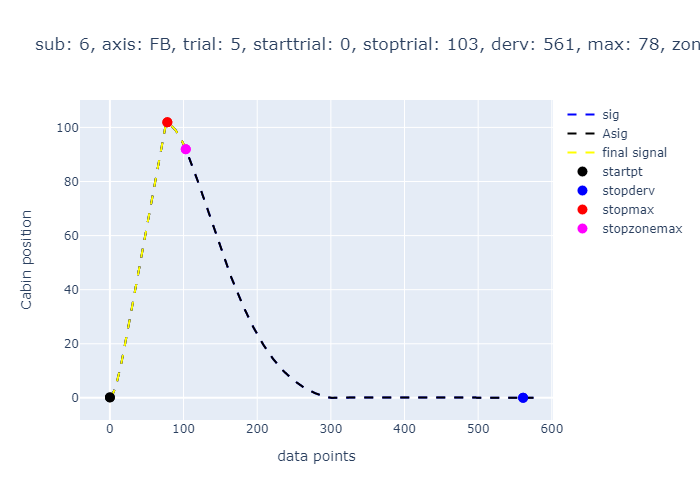 sub: 6, axis: FB, trial: 5, starttrial: 0, stoptrial: 103, derv: 561, max: 78, zon
sig
Asig
final signal
startpt
stopderv
stopmax
stopzonemax
Cabin position
100
80
60
40
20
0
0 100 200 300 400 500 600
data points